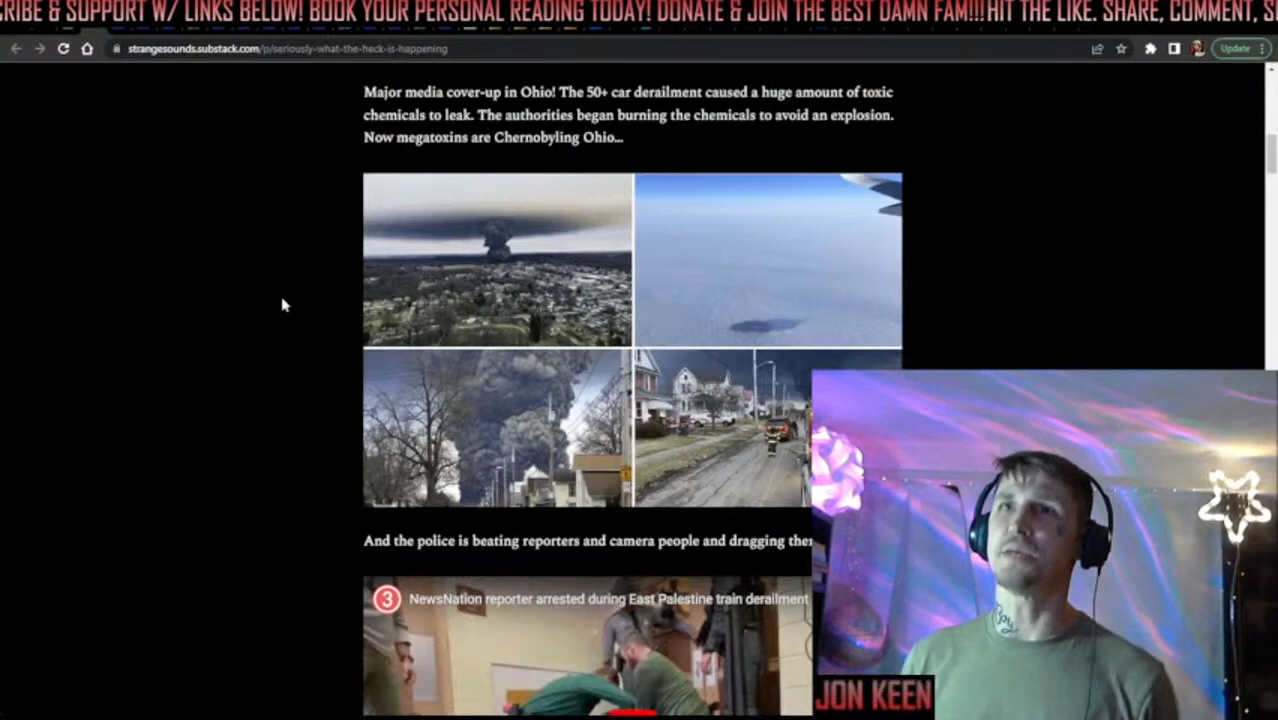 CRIBE & SUPPORT W/ LINKS BELOW! BOOK YOUR PERSONAL READING TODAY! DONATE & JOIN THE BEST DAMN FAM!!! HIT THE LIKE. SHARE, COMMENT, S
strangesounds.substack.com/p/seriously-what-the-heck-is-happening
Update
Major media cover-up in Ohio! The 50+ car derailment caused a huge amount of toxic
chemicals to leak. The authorities began burning the chemicals to avoid an explosion.
Now megatoxins are Chernobyling Ohio...
And the police is beating reporters and camera people and dragging ther
3 NewsNation reporter arrested during East Palestine train derailment
JON KEEN